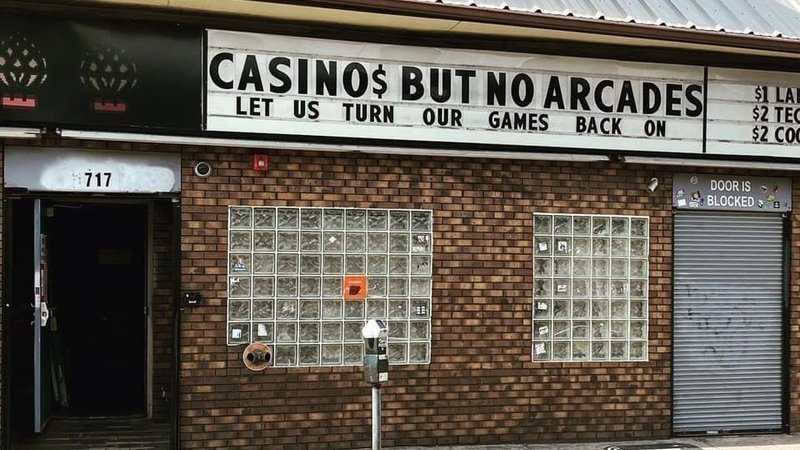 CASINO$ BUT NO ARCADES
LET US TURN OUR GAMES BACK ON
$1
$2
$2
717
DOOR IS
BLOCKED